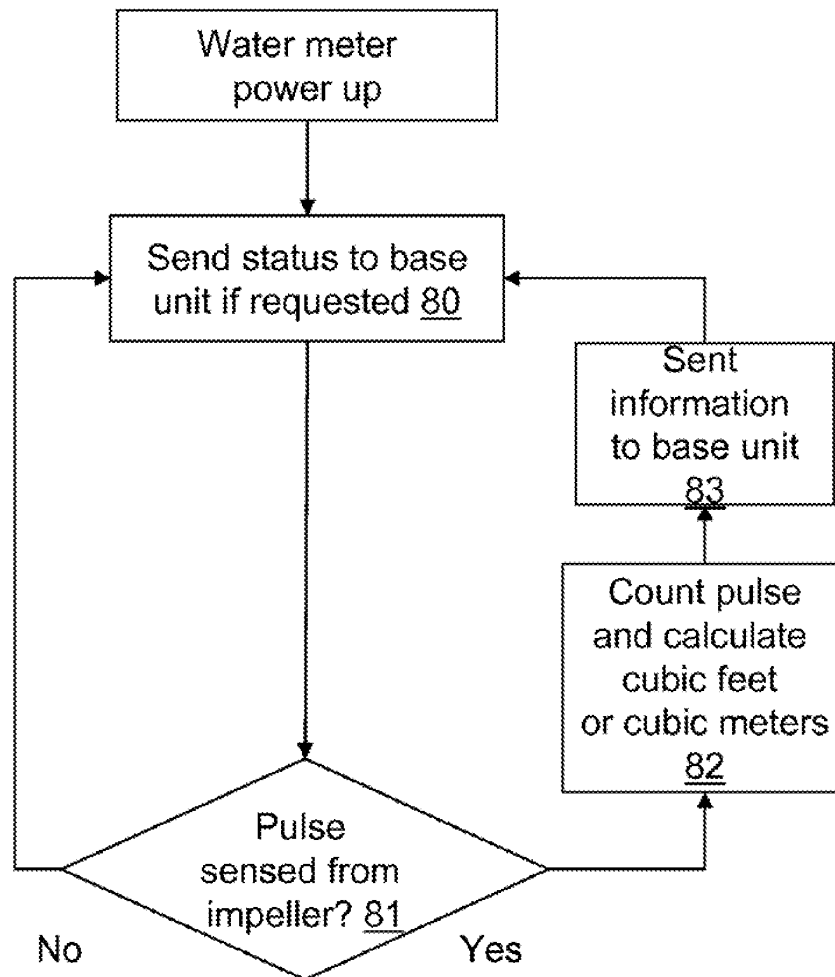 Water meter
power up
Send status to base
unit if requested 80
Sent
information
to base unit
83
Count pulse
and calculate
cubic feet
or cubic meters
82
Pulse
sensed from
impeller? 81
No
Yes